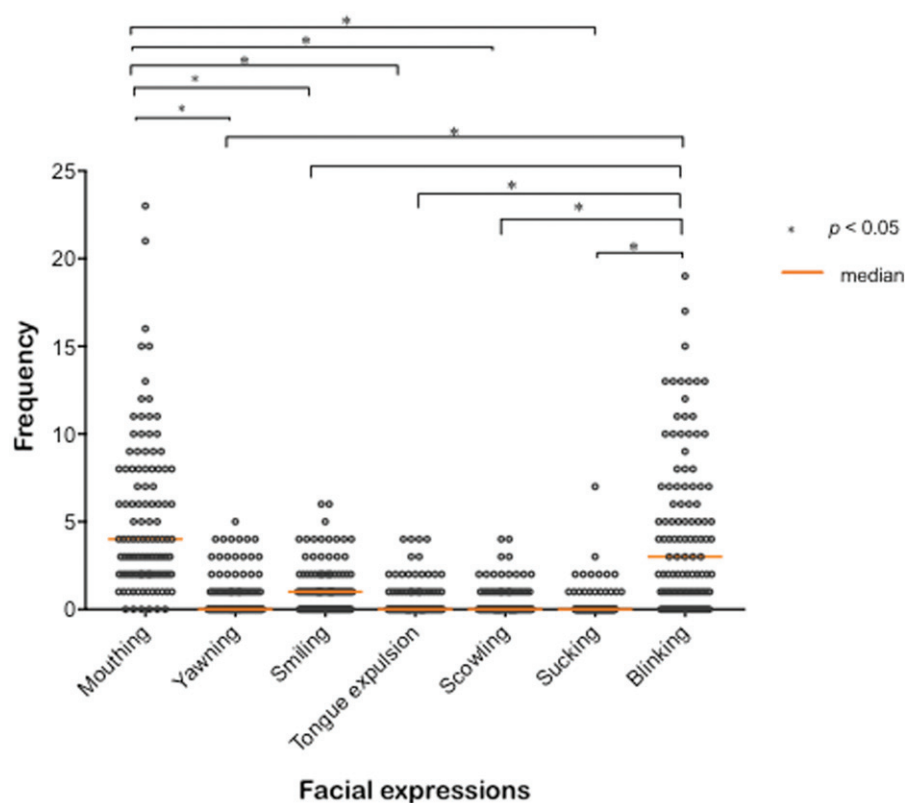 *
*
*
*
*
*
*
*
*
25
20
15
10
5
0
Frequency
* p < 0.05
median
Mouthing
Yawning
Smiling
Tongue expulsion
Scowling
Sucking
Blinking
Facial expressions